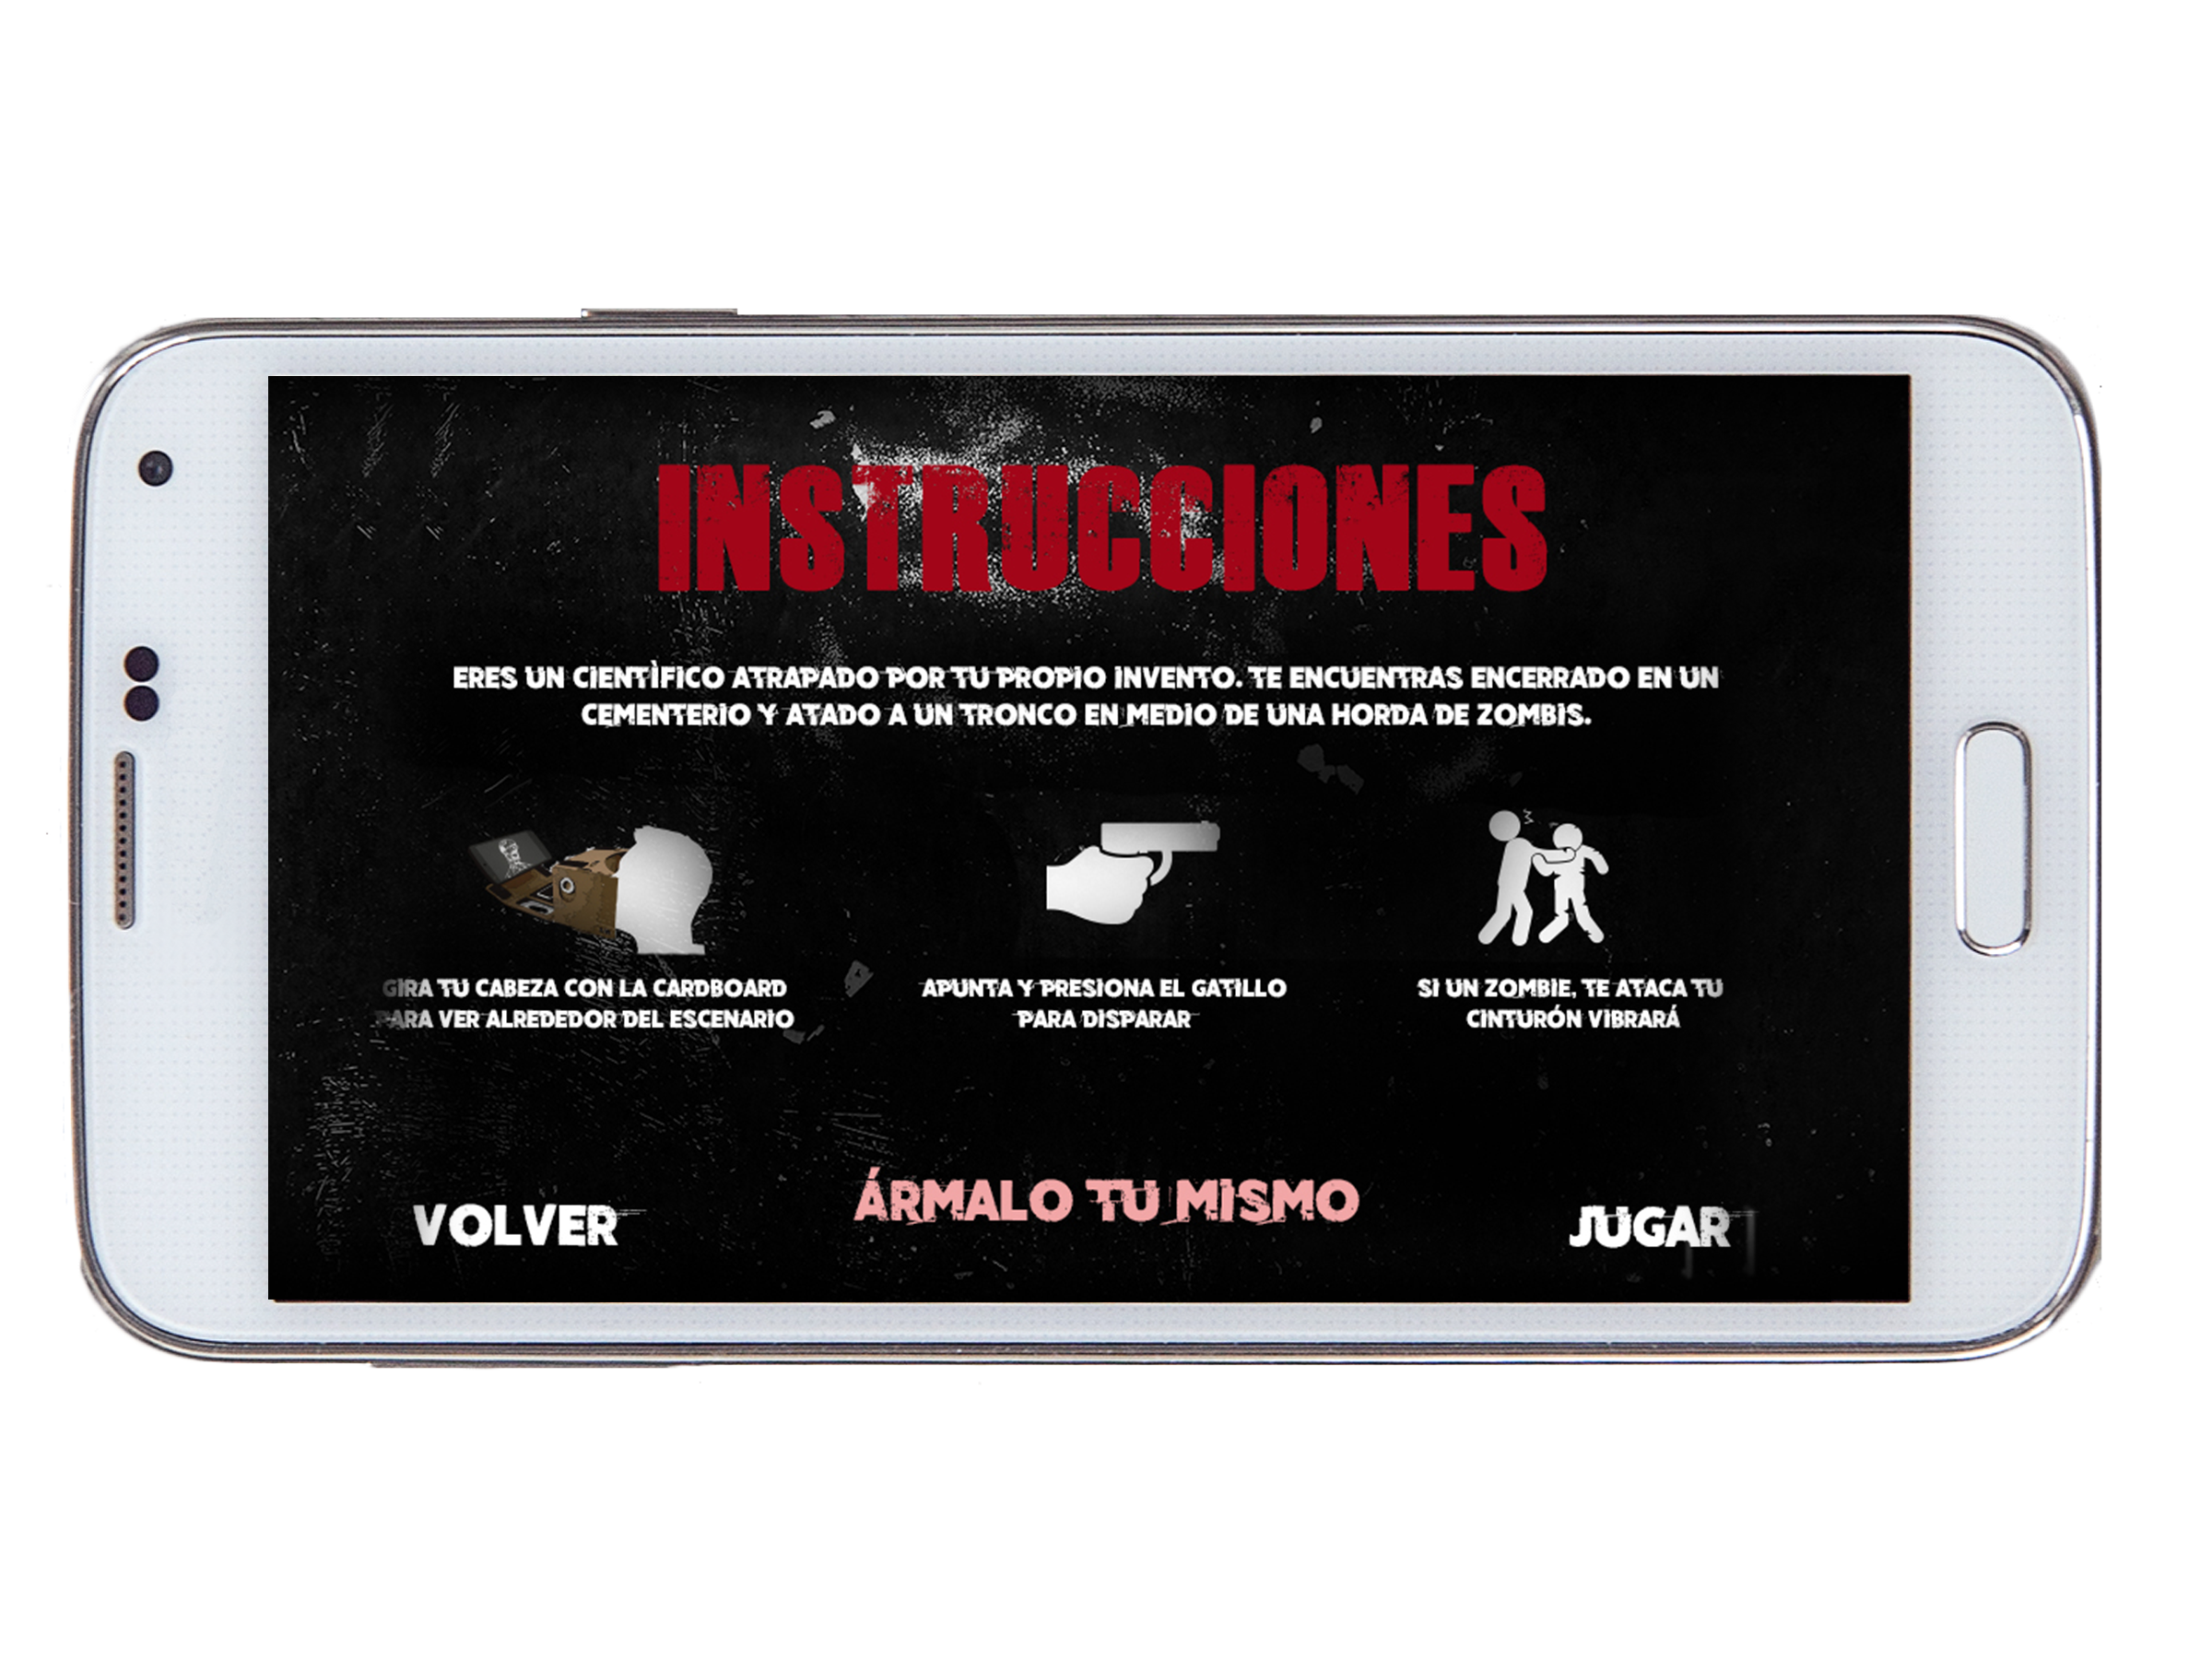 INSTRUCCIONES
ERES UN CIENTÌFICO ATRAPADO POR TU PROPIO INVENTO. TE ENCUENTRAS ENCERRADO EN UN
CEMENTERIO Y ATADO A UN TRONCO EN MEDIO DE UNA HORDA DE ZOMBIS.
GIRA TU CABEZA CON LA CARDBOARD
PARA VER ALREDEDOR DEL ESCENARIO
APUNTA Y PRESIONA EL GATILLO
PARA DISPARAR
SI UN ZOMBIE, TE ATACA TU
CINTURÓN VIBRARÁ
VOLVER
ÁRMALO TU MISMO
JUGAR